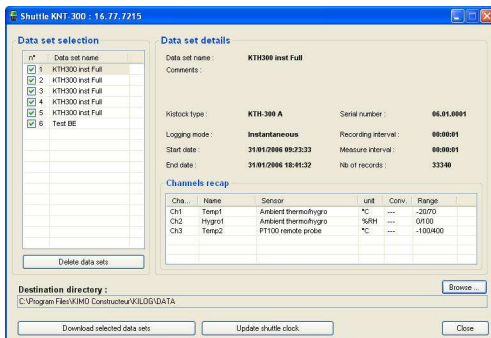 Shuttle KNT-300 : 16.77.7215
Data set selection
n° Data set name
1 KTH300 inst Full
2 KTH300 inst Full
3 KTH300 inst Full
4 KTH300 inst Full
5 KTH300 inst Full
6 Test BE
Delete data sets
Data set details
Data set name : KTH300 inst Full
Comments :
Kistock type : KTH-300 A Serial number : 06.01.0001
Logging mode : Instantaneous Recording interval : 00:00:01
Start date : 31/01/2006 09:23:33 Measure interval : 00:00:01
End date : 31/01/2006 18:41:32 Nb of records : 33340
Channels recap
Cha... Name Sensor unit Conv. Range
Ch1 Temp1 Ambient thermo/hygro °C --- -20/70
Ch2 Hygro1 Ambient thermo/hygro %RH --- 0/100
Ch3 Temp2 PT100 remote probe °C --- -100/400
Destination directory :
Browse ...
C:\Program Files\KIMO Constructeur\KILOG\DATA
Download selected data sets Update shuttle clock Close